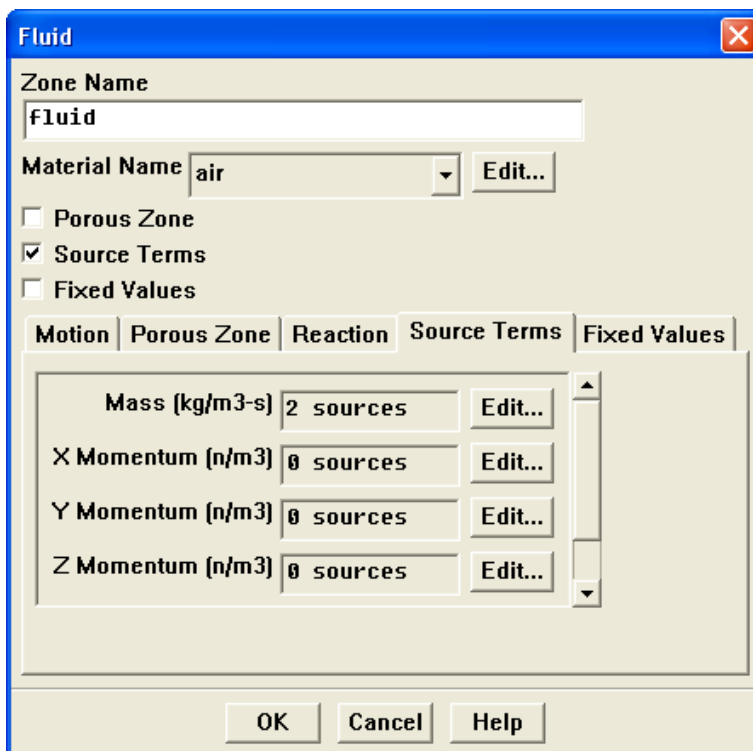 Fluid
Zone Name
fluid
Material Name air Edit...
Porous Zone
Source Terms
Fixed Values
Motion Porous Zone Reaction Source Terms Fixed Values
Mass (kg/m3-s) 2 sources Edit...
X Momentum (n/m3) 0 sources Edit...
Y Momentum (n/m3) 0 sources Edit...
Z Momentum (n/m3) 0 sources Edit...
OK Cancel Help